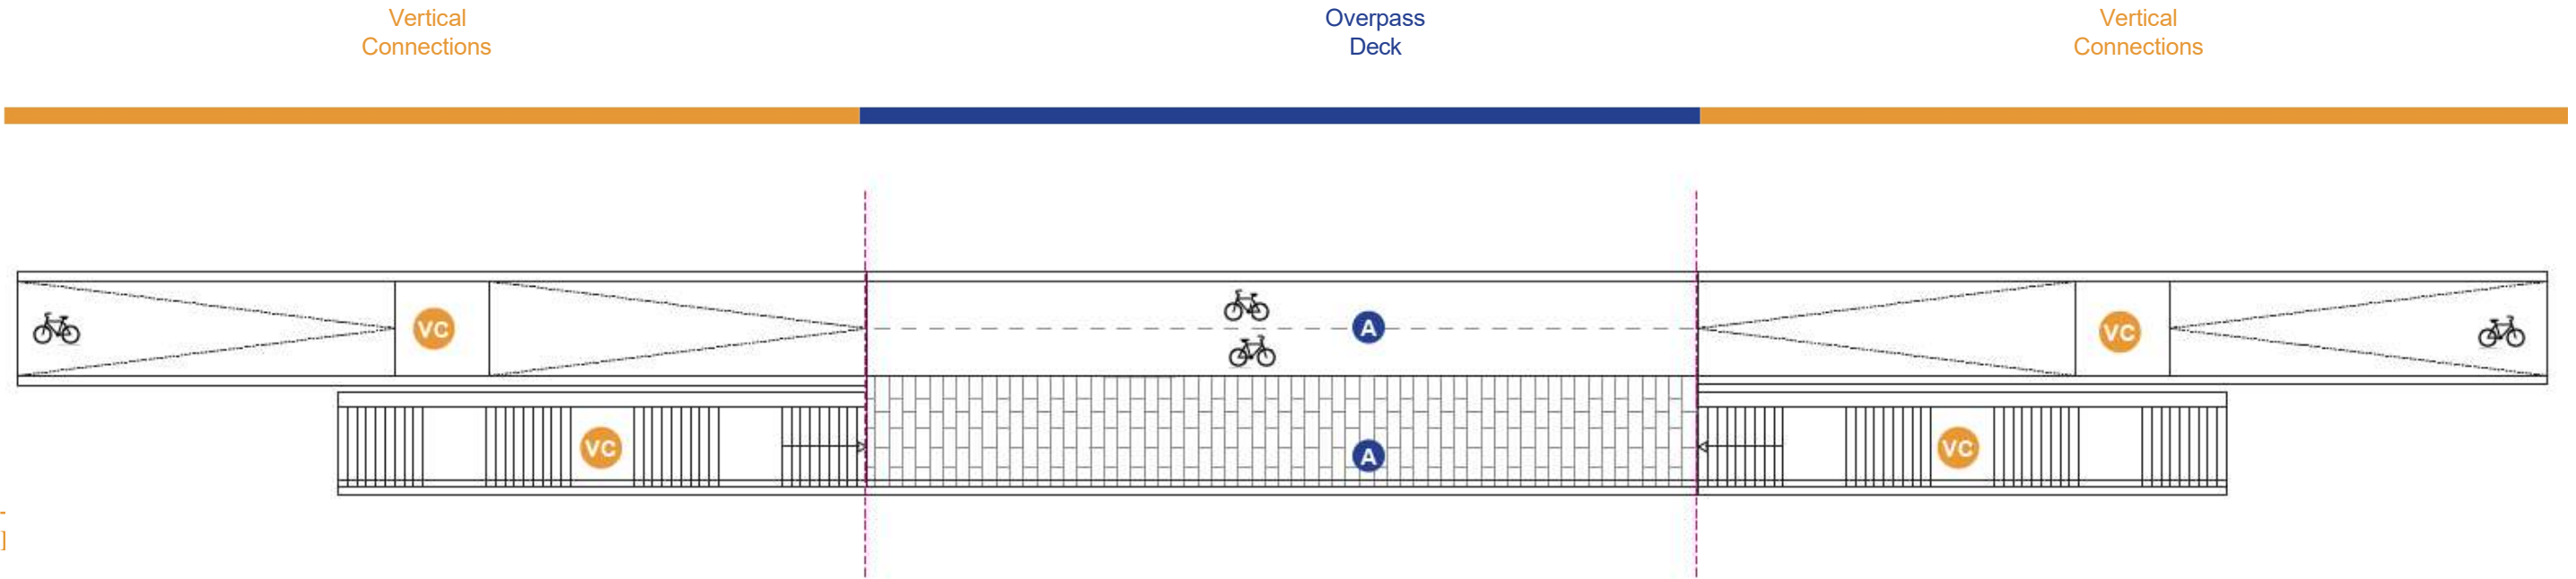 Vertical
Connections
Overpass
Deck
Vertical
Connections
VC
A
VC
VC
A
VC